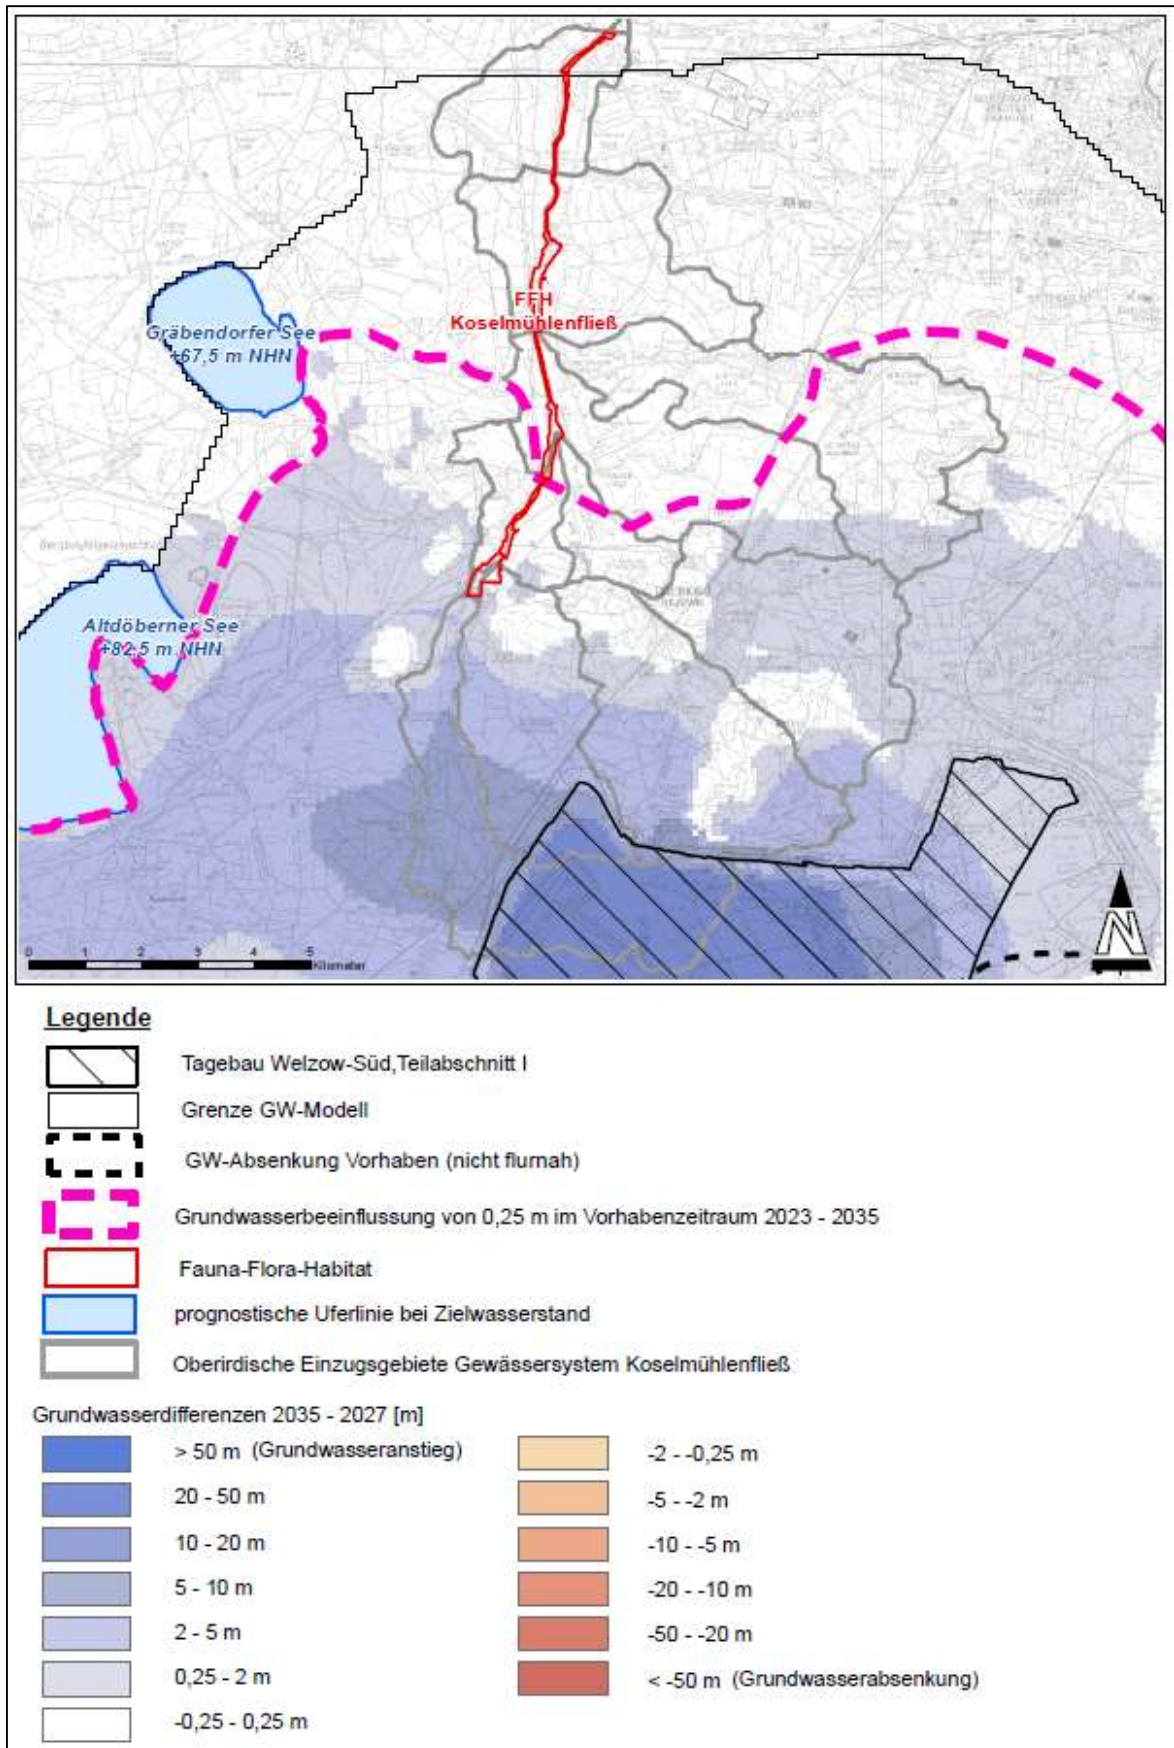 Gräbendorfer See
+67,5 m NHN
FFH
Koselmühlenfließ
Altdöberner See
+82,5 m NHN
0 1 2 3 4 5
Kilometer
N
Legende
Tagebau Welzow-Süd,Teilabschnitt I
Grenze GW-Modell
GW-Absenkung Vorhaben (nicht flurnah)
Grundwasserbeeinflussung von 0,25 m im Vorhabenzeitraum 2023 - 2035
Fauna-Flora-Habitat
prognostische Uferlinie bei Zielwasserstand
Oberirdische Einzugsgebiete Gewässersystem Koselmühlenfließ
Grundwasserdifferenzen 2035 - 2027 [m]
> 50 m (Grundwasseranstieg)
20 - 50 m
10 - 20 m
5 - 10 m
2 - 5 m
0,25 - 2 m
-0,25 - 0,25 m
-2 - -0,25 m
-5 - -2 m
-10 - -5 m
-20 - -10 m
-50 - -20 m
< -50 m (Grundwasserabsenkung)